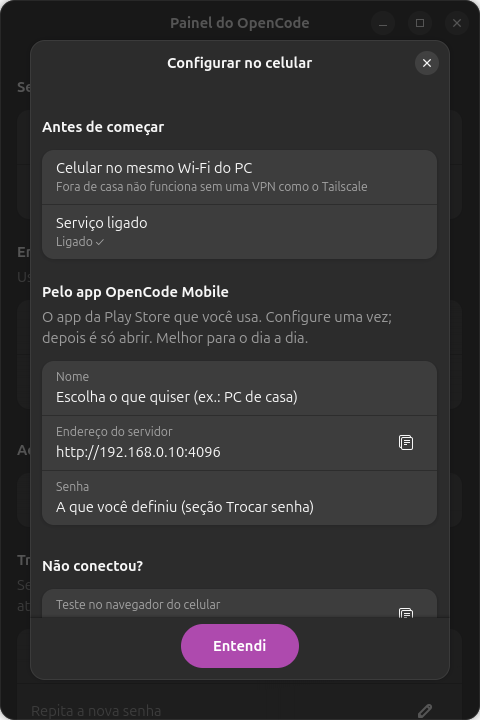 Painel do OpenCode
Configurar no celular
Antes de começar
Celular no mesmo Wi-Fi do PC
Fora de casa não funciona sem uma VPN como o Tailscale
Serviço ligado
Ligado ✓
Pelo app OpenCode Mobile
O app da Play Store que você usa. Configure uma vez;
depois é só abrir. Melhor para o dia a dia.
Nome
Escolha o que quiser (ex.: PC de casa)
Endereço do servidor
http://192.168.0.10:4096
Senha
A que você definiu (seção Trocar senha)
Não conectou?
Teste no navegador do celular
Entendi
Repita a nova senha